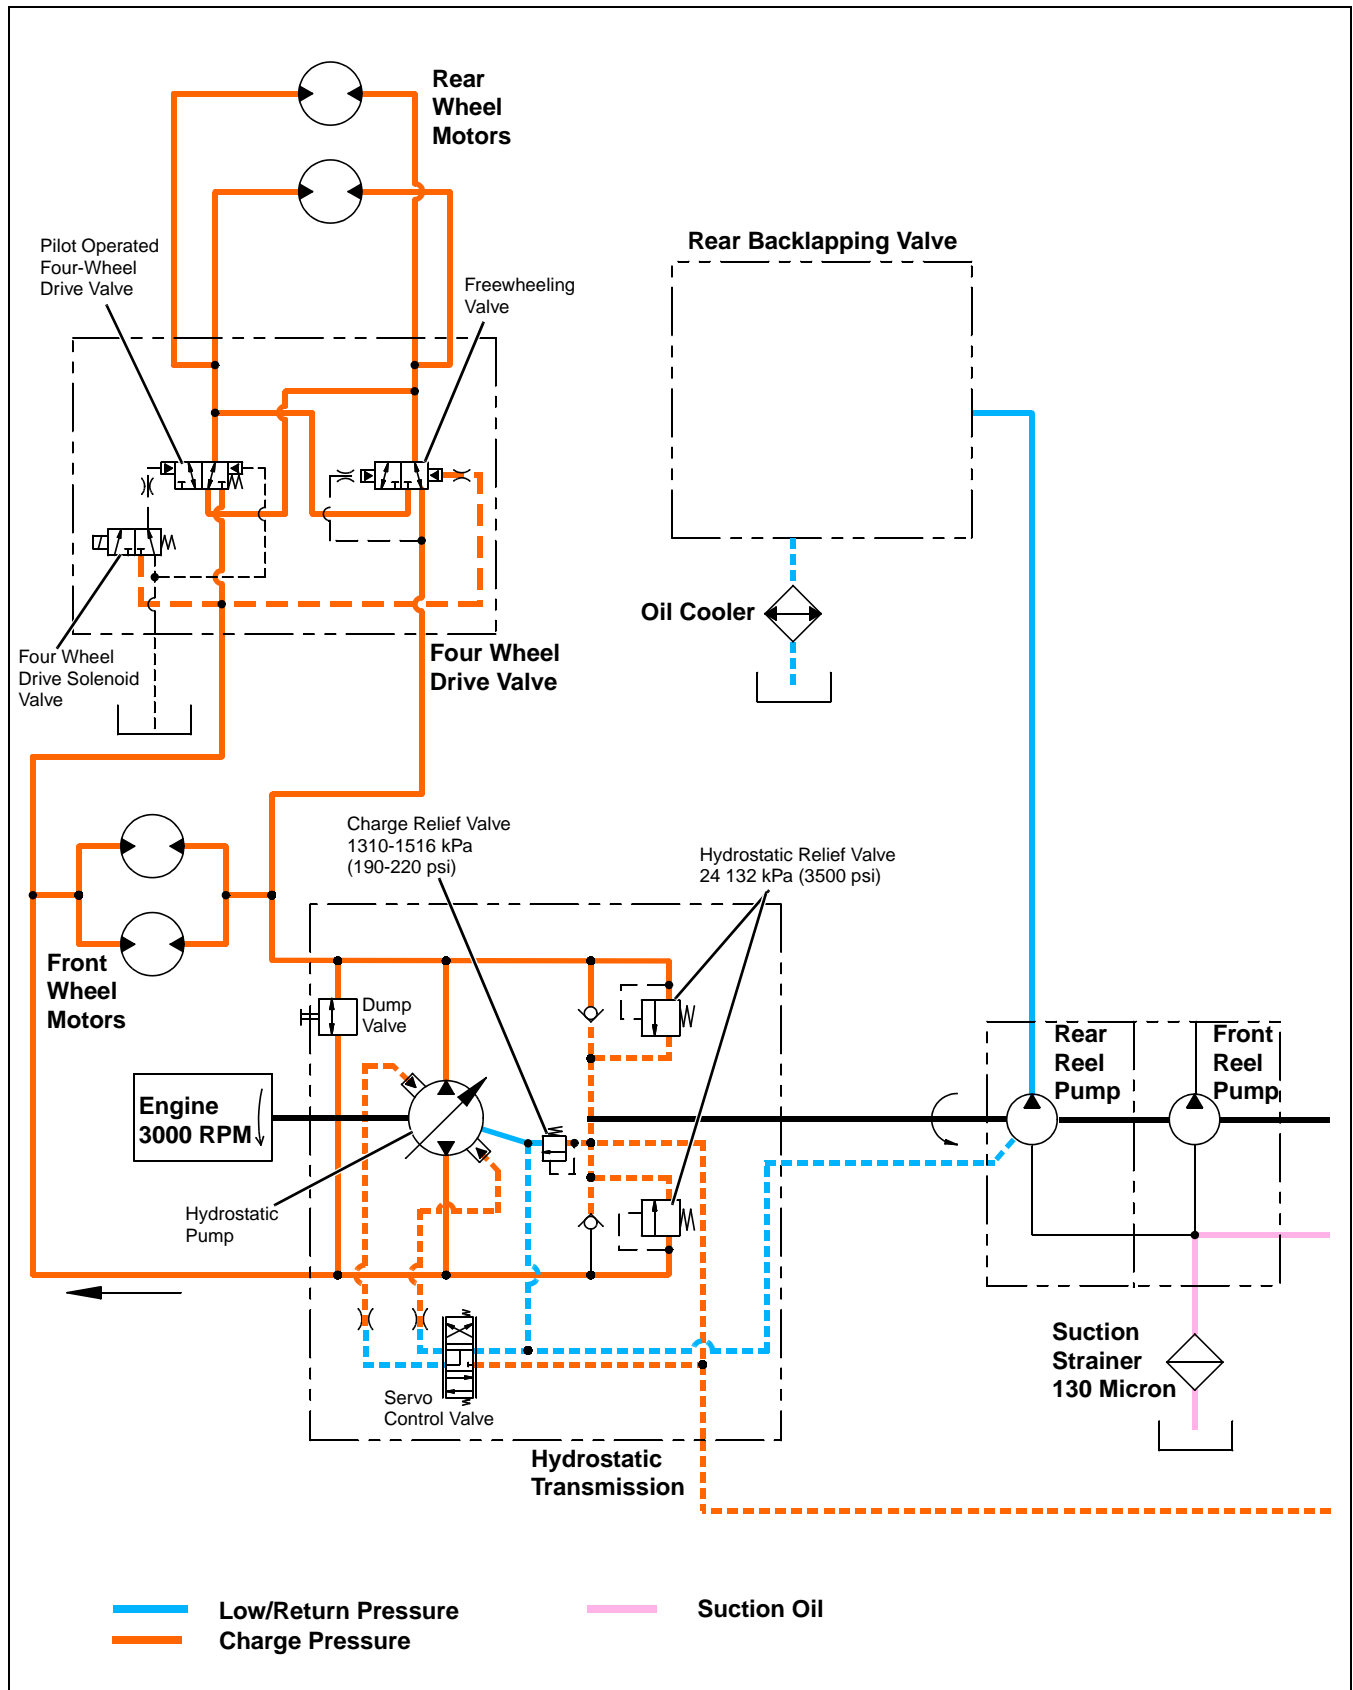 Rear
Wheel
Motors
Pilot Operated
Four-Wheel
Drive Valve
Freewheeling
Valve
Rear Backlapping Valve
Oil Cooler
Four Wheel
Drive Solenoid
Valve
Four Wheel
Drive Valve
Charge Relief Valve
1310-1516 kPa
(190-220 psi)
Hydrostatic Relief Valve
24 132 kPa (3500 psi)
Front
Wheel
Motors
Dump
Valve
Engine
3000 RPM
Rear
Reel
Pump
Front
Reel
Pump
Hydrostatic
Pump
Suction
Strainer
130 Micron
Servo
Control Valve
Hydrostatic
Transmission
Low/Return Pressure
Charge Pressure
Suction Oil